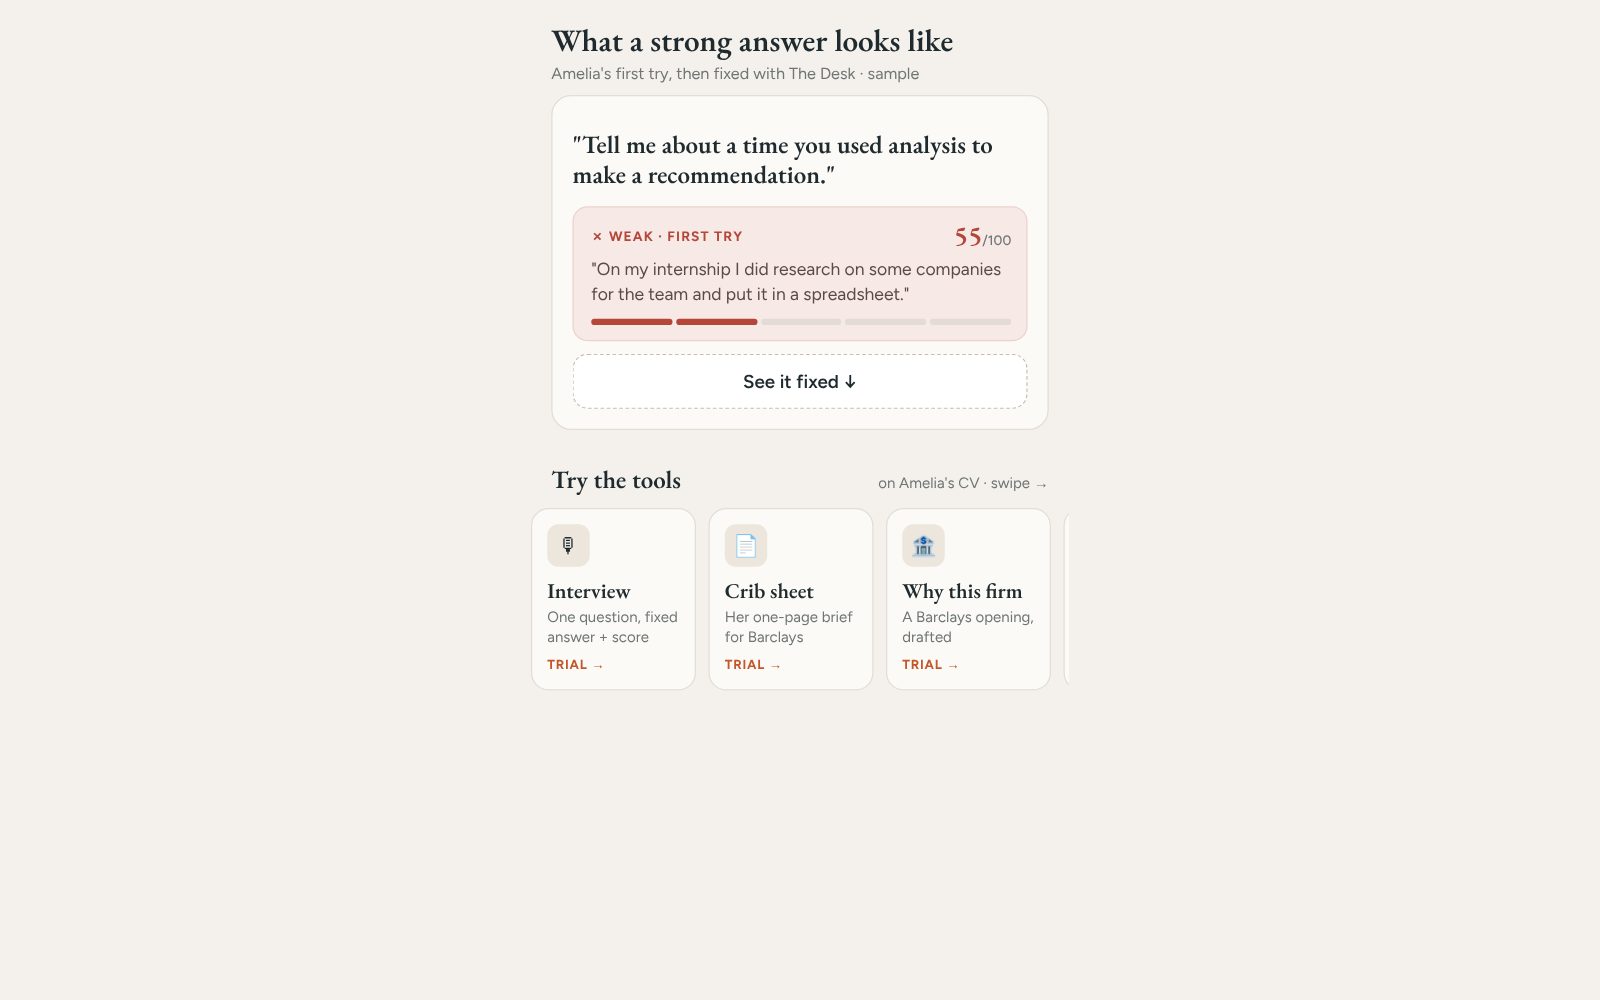 What a strong answer looks like
Amelia's first try, then fixed with The Desk · sample
"Tell me about a time you used analysis to
make a recommendation."
× WEAK · FIRST TRY
55/100
"On my internship I did research on some companies
for the team and put it in a spreadsheet."
See it fixed ↓
Try the tools
on Amelia's CV · swipe →
Interview
One question, fixed
answer + score
TRIAL →
Crib sheet
Her one-page brief
for Barclays
TRIAL →
Why this firm
A Barclays opening,
drafted
TRIAL →